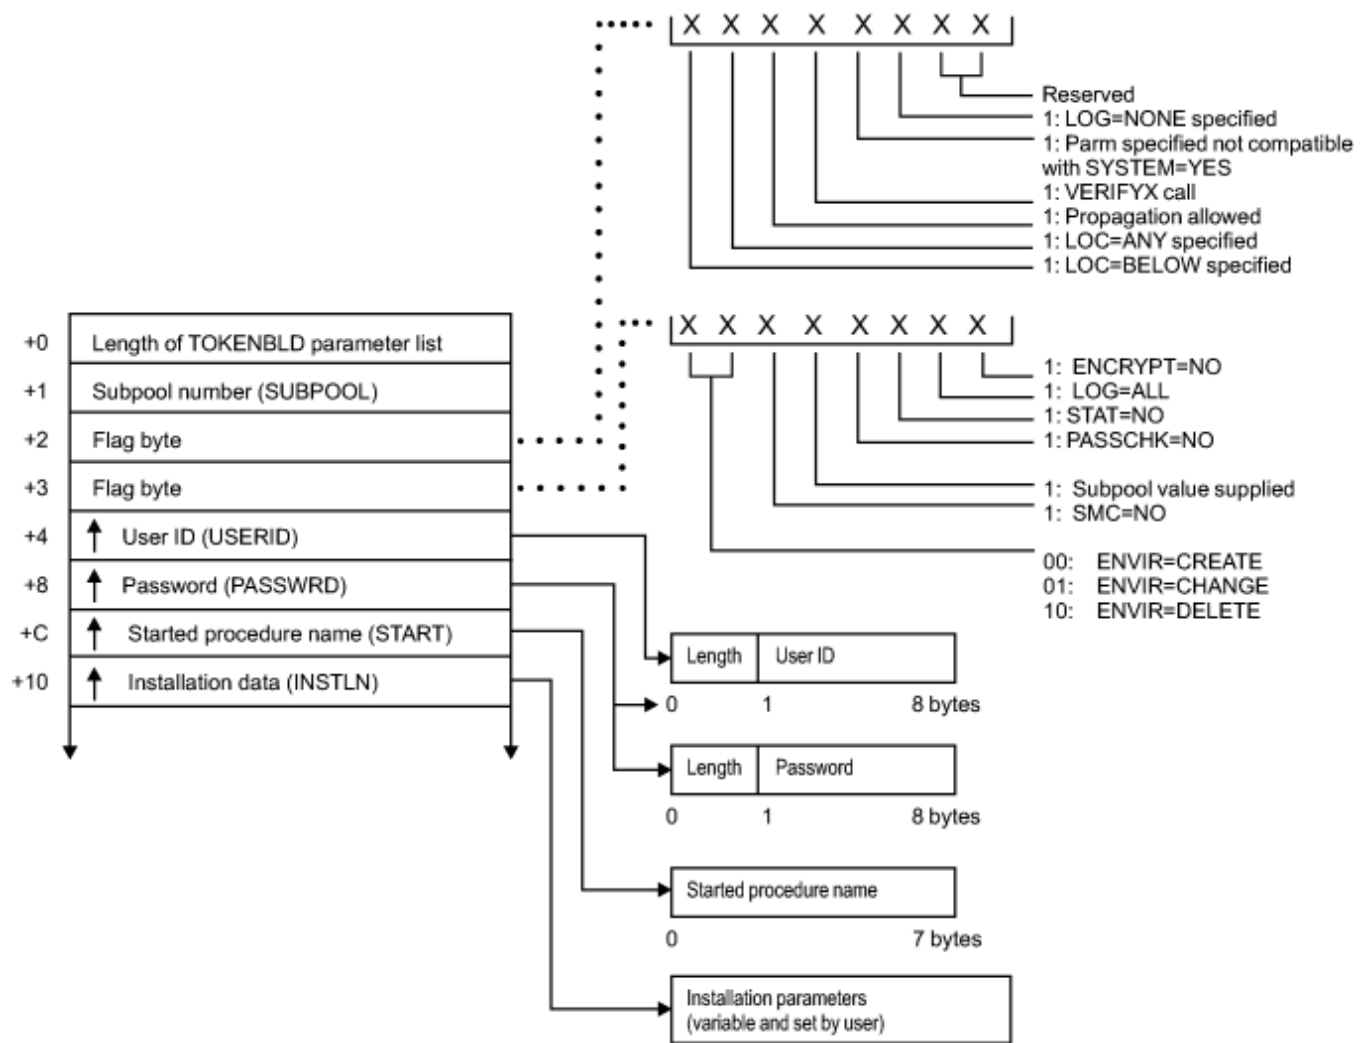 X X X X X X X X
Reserved
1: LOG=NONE specified
1: Parm specified not compatible
with SYSTEM=YES
1: VERIFYX call
1: Propagation allowed
1: LOC=ANY specified
1: LOC=BELOW specified
X X X X X X X X
1: ENCRYPT=NO
1: LOG=ALL
1: STAT=NO
1: PASSCHK=NO
1: Subpool value supplied
1: SMC=NO
00: ENVIR=CREATE
01: ENVIR=CHANGE
10: ENVIR=DELETE
+0 Length of TOKENBLD parameter list
+1 Subpool number (SUBPOOL)
+2 Flag byte
+3 Flag byte
+4 User ID (USERID)
+8 Password (PASSWRD)
+C Started procedure name (START)
+10 Installation data (INSTLN)
Length User ID
0 1 8 bytes
Length Password
0 1 8 bytes
Started procedure name
0 7 bytes
Installation parameters
(variable and set by user)